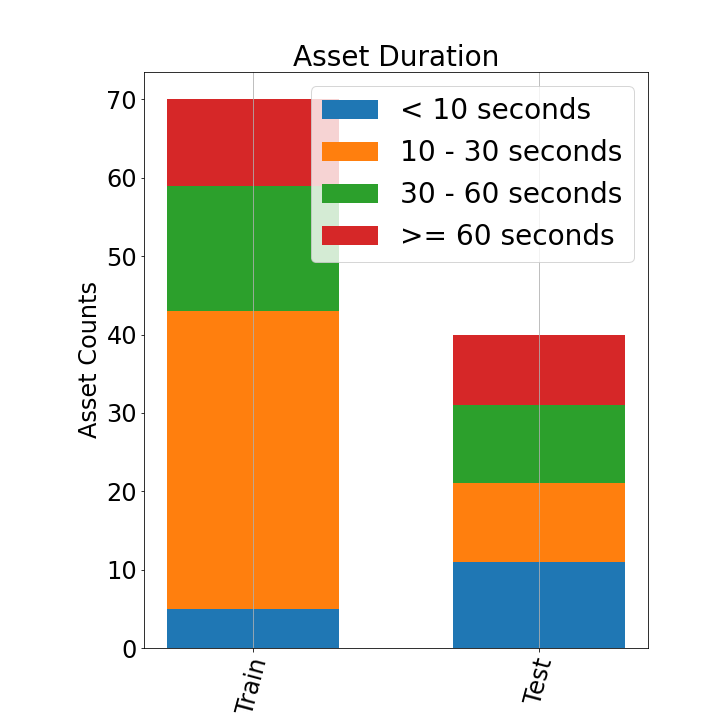 Asset Duration
< 10 seconds
10 - 30 seconds
30 - 60 seconds
>= 60 seconds
Asset Counts
70
60
50
40
30
20
10
0
Train
Test